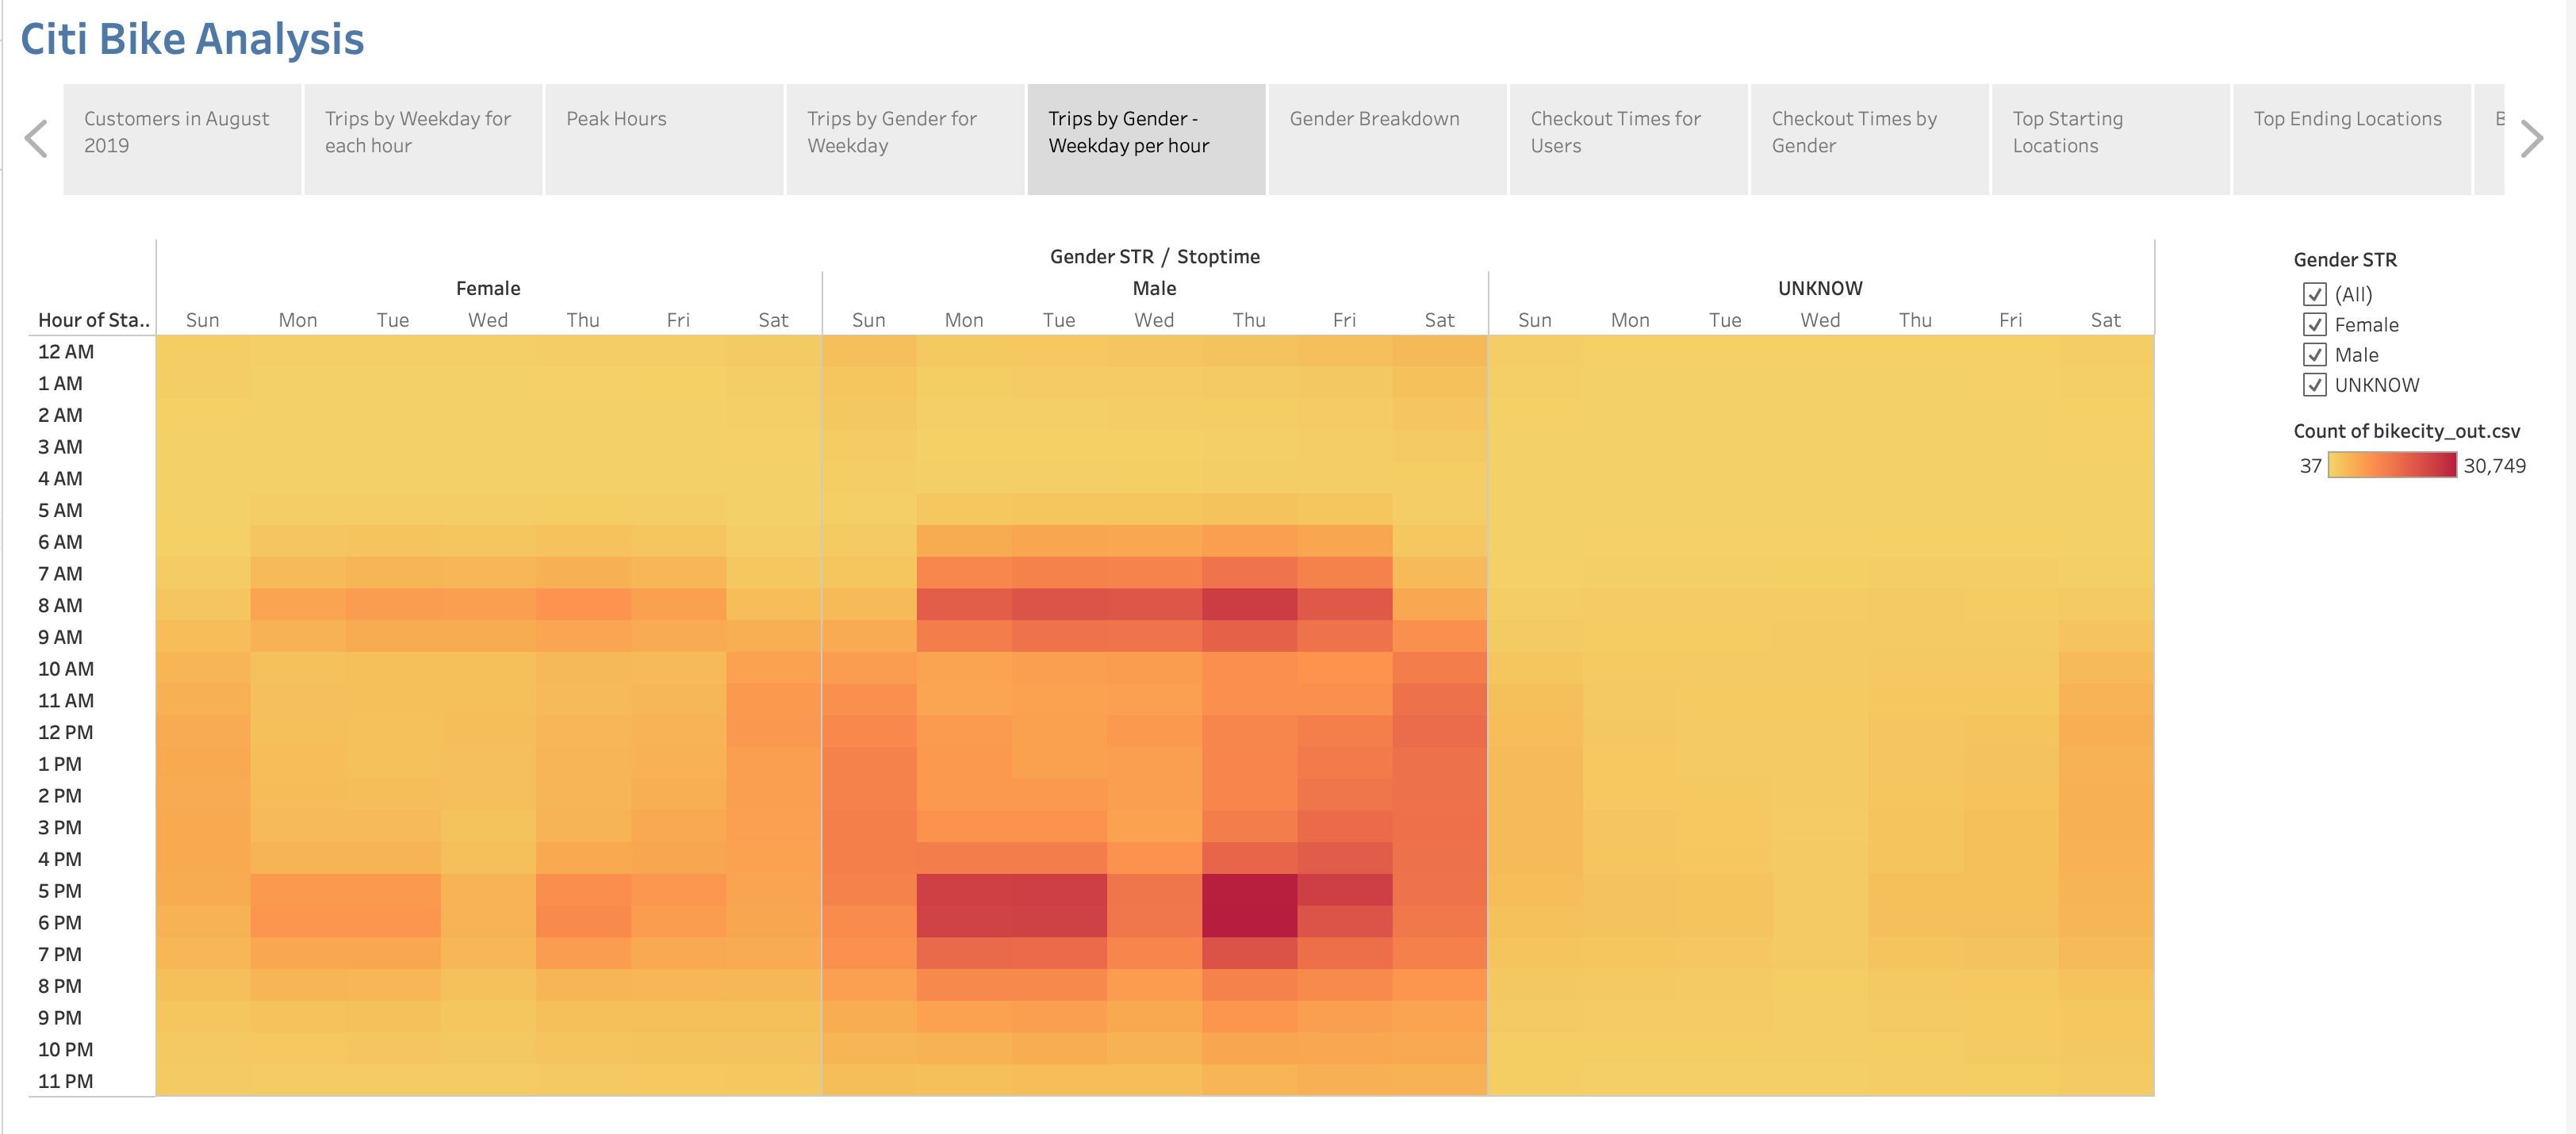 Citi Bike Analysis
Customers in August
2019
Trips by Weekday for
each hour
Peak Hours
Trips by Gender for
Weekday
Trips by Gender -
Weekday per hour
Gender Breakdown
Checkout Times for
Users
Checkout Times by
Gender
Top Starting
Locations
Top Ending Locations
B
Gender STR / Stoptime
Female Male UNKNOW
Hour of Sta.. Sun Mon Tue Wed Thu Fri Sat Sun Mon Tue Wed Thu Fri Sat Sun Mon Tue Wed Thu Fri Sat
12 AM
1 AM
2 AM
3 AM
4 AM
5 AM
6 AM
7 AM
8 AM
9 AM
10 AM
11 AM
12 PM
1 PM
2 PM
3 PM
4 PM
5 PM
6 PM
7 PM
8 PM
9 PM
10 PM
11 PM
Gender STR
(All)
Female
Male
UNKNOW
Count of bikecity_out.csv
37 30,749